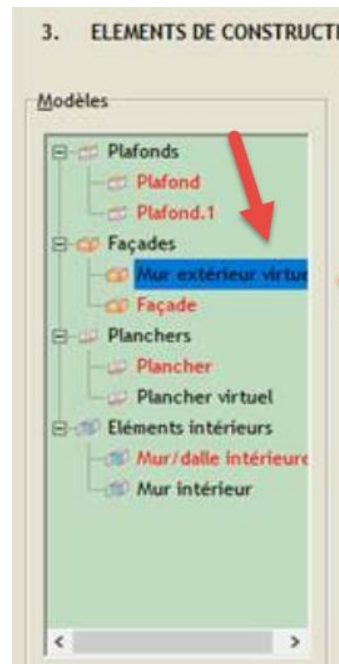 3. ELEMENTS DE CONSTRUCTI
Modèles
Plafonds
Plafond
Plafond.1
Façades
Mur extérieur virtue
Façade
Planchers
Plancher
Plancher virtuel
Eléments intérieurs
Mur/dalle intérieure
Mur intérieur